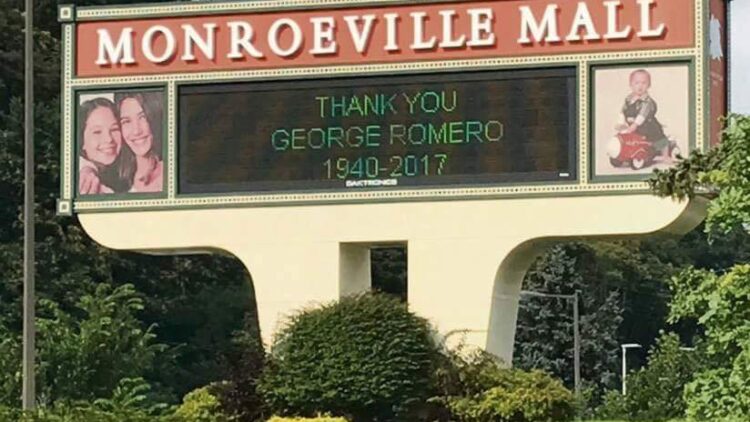 MONROEVILLE MALL
THANK YOU
GEORGE ROMERO
1940-2017
DAKTRONICS